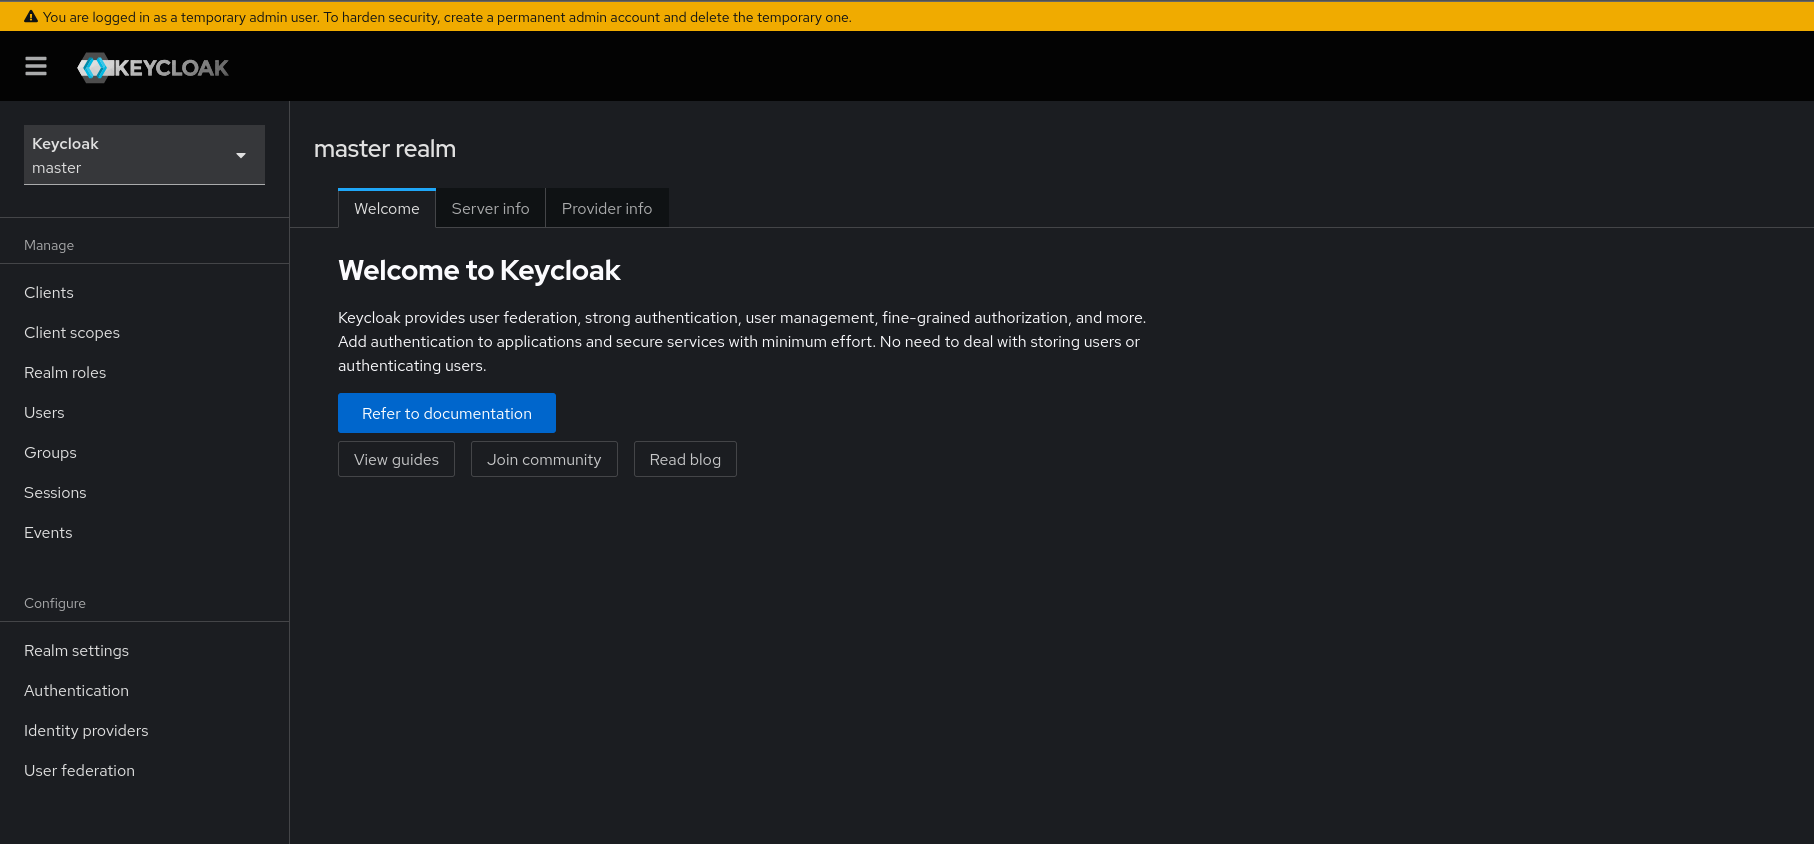 You are logged in as a temporary admin user. To harden security, create a permanent admin account and delete the temporary one.
KEYCLOAK
Keycloak
master
Manage
Clients
Client scopes
Realm roles
Users
Groups
Sessions
Events
Configure
Realm settings
Authentication
Identity providers
User federation
master realm
Welcome Server info Provider info
Welcome to Keycloak
Keycloak provides user federation, strong authentication, user management, fine-grained authorization, and more.
Add authentication to applications and secure services with minimum effort. No need to deal with storing users or
authenticating users.
Refer to documentation
View guides Join community Read blog